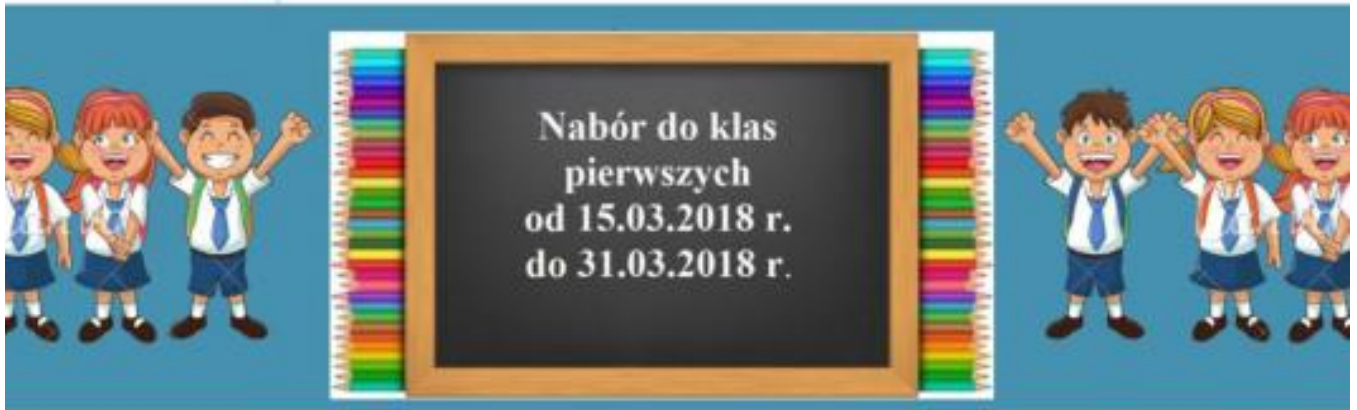 Nabór do klas
pierwszych
od 15.03.2018 r.
do 31.03.2018 r.